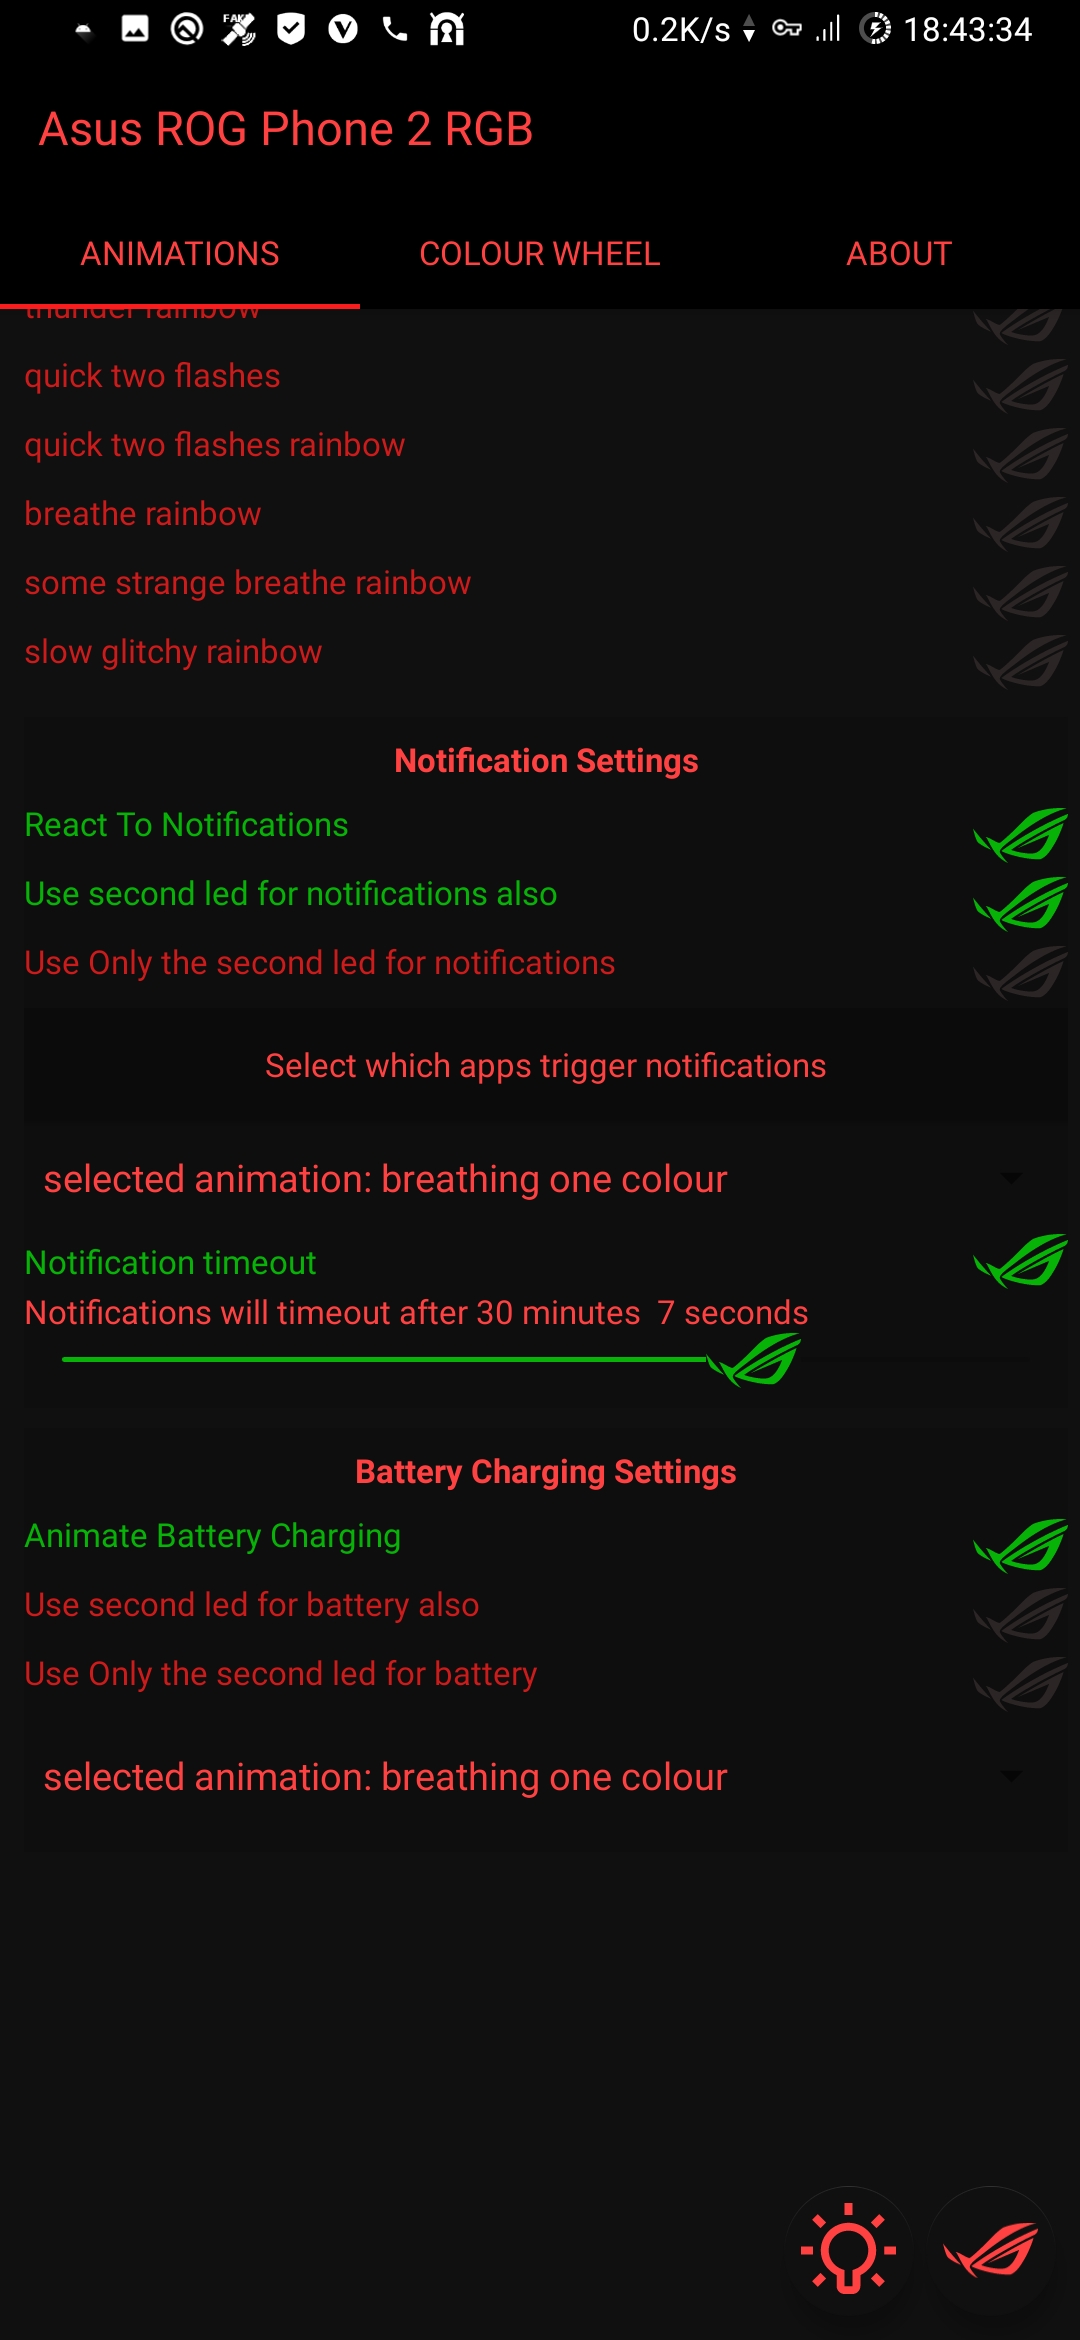 FAKE
0.2K/s
18:43:34
Asus ROG Phone 2 RGB
ANIMATIONS
COLOUR WHEEL
ABOUT
thunder rainbow
quick two flashes
quick two flashes rainbow
breathe rainbow
some strange breathe rainbow
slow glitchy rainbow
Notification Settings
React To Notifications
Use second led for notifications also
Use Only the second led for notifications
Select which apps trigger notifications
selected animation: breathing one colour
Notification timeout
Notifications will timeout after 30 minutes  7 seconds
Battery Charging Settings
Animate Battery Charging
Use second led for battery also
Use Only the second led for battery
selected animation: breathing one colour